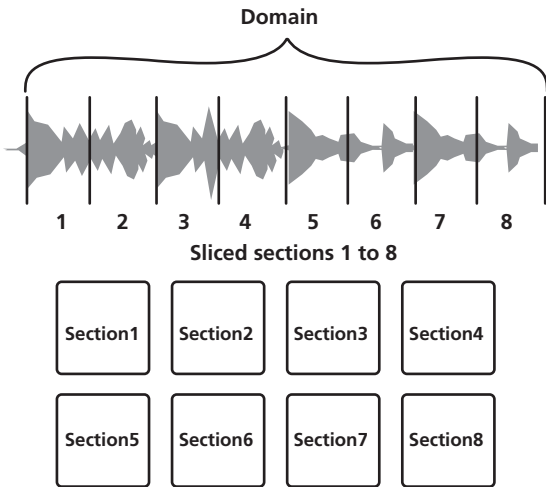 Domain
1 2 3 4 5 6 7 8
Sliced sections 1 to 8
Section1 Section2 Section3 Section4
Section5 Section6 Section7 Section8